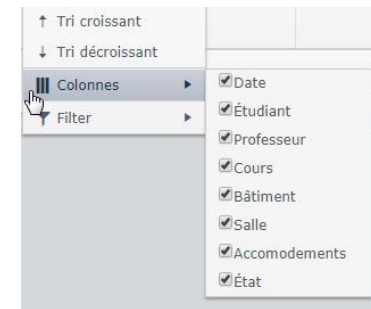 Tri croissant
Tri décroissant
Colonnes
Filter
Date
Étudiant
Professeur
Cours
Bâtiment
Salle
Accomodements
État